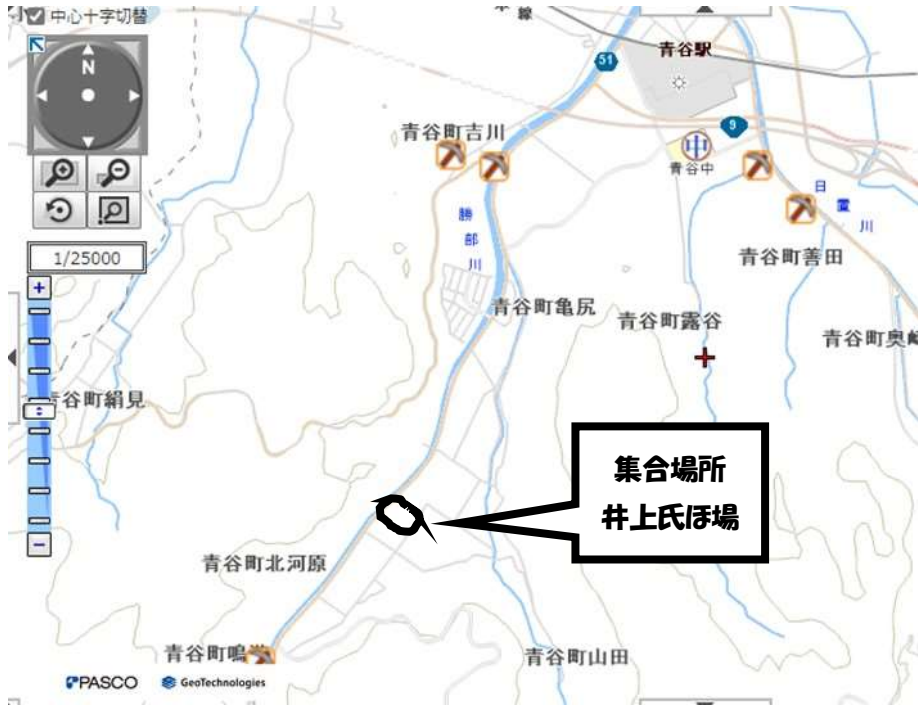 中心十字切替
本
線
青谷駅
51
N
9
青谷町吉川
青谷中
日
置
川
勝
部
川
1/25000
青谷町善田
青谷町亀尻
青谷町露谷
青谷町奥崎
青谷町絹見
集合場所
井上氏ほ場
青谷町北河原
青谷町鳴滝
青谷町山田
PASCO
GeoTechnologies